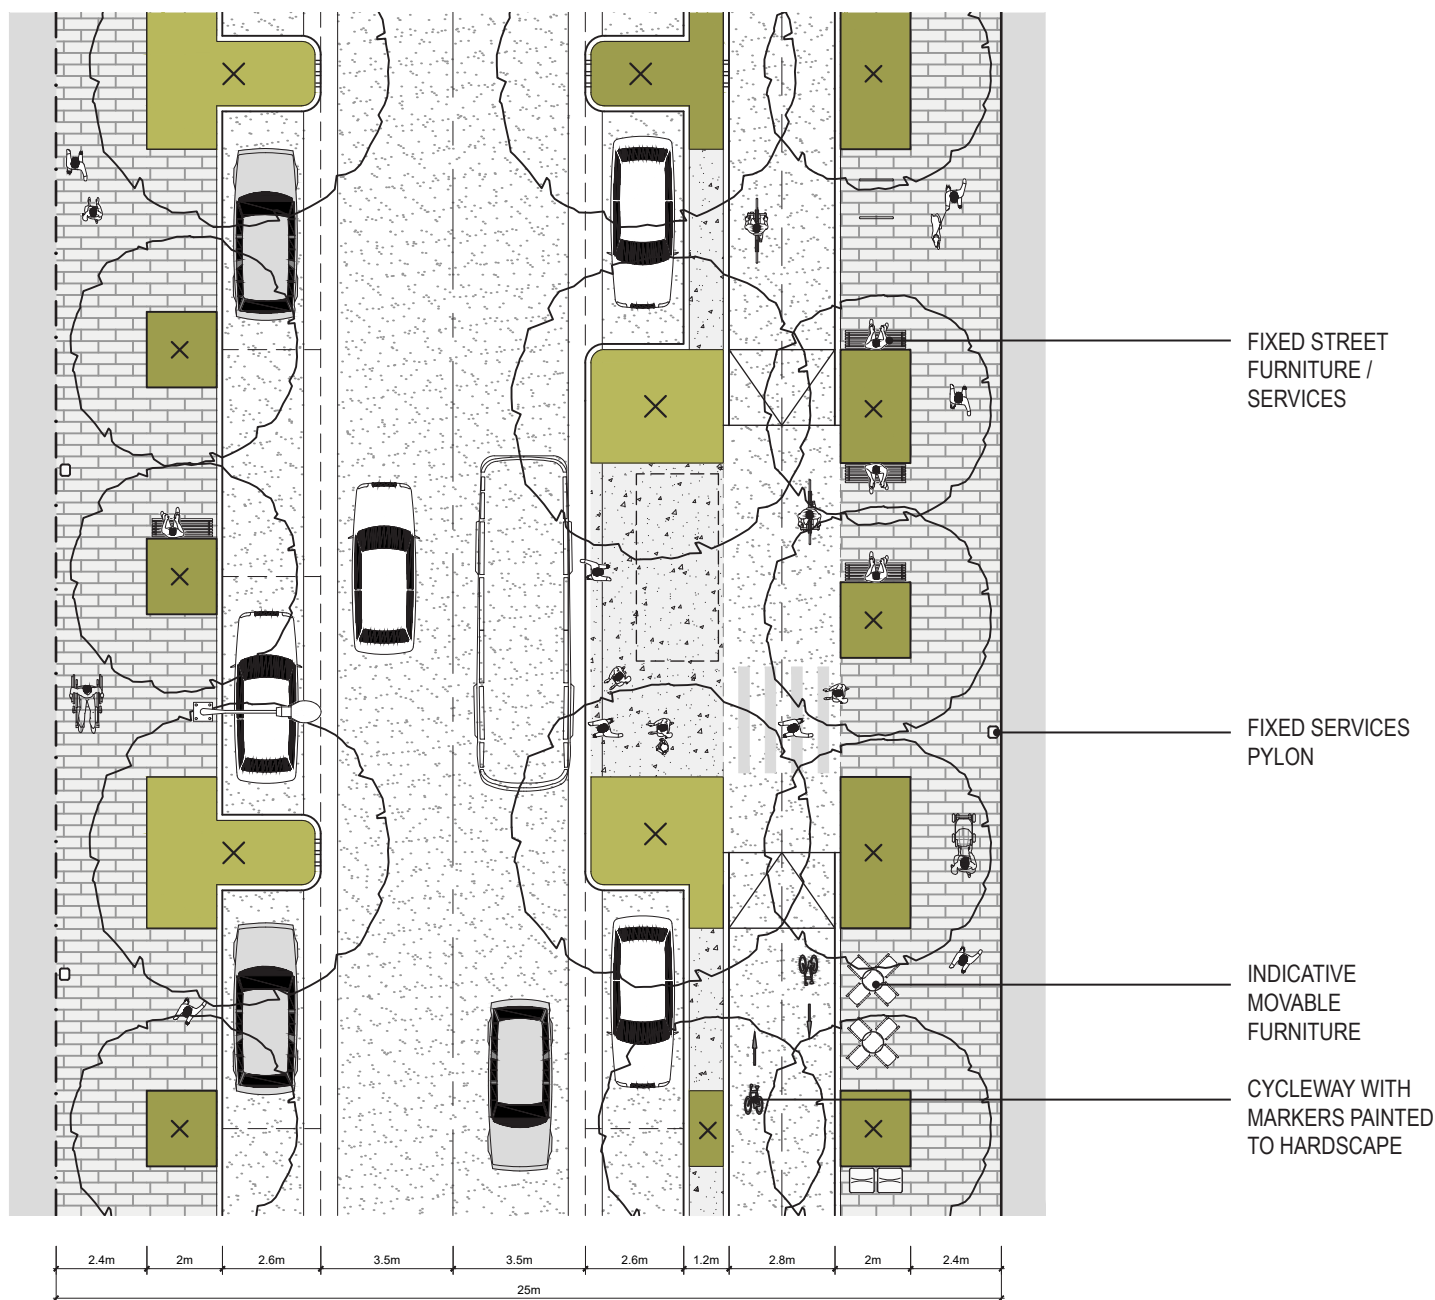 FIXED STREET
FURNITURE /
SERVICES
FIXED SERVICES
PYLON
INDICATIVE
MOVABLE
FURNITURE
CYCLEWAY WITH
MARKERS PAINTED
TO HARDSCAPE
2.4m 2m 2.6m 3.5m 3.5m 2.6m 1.2m 2.8m 2m 2.4m
25m